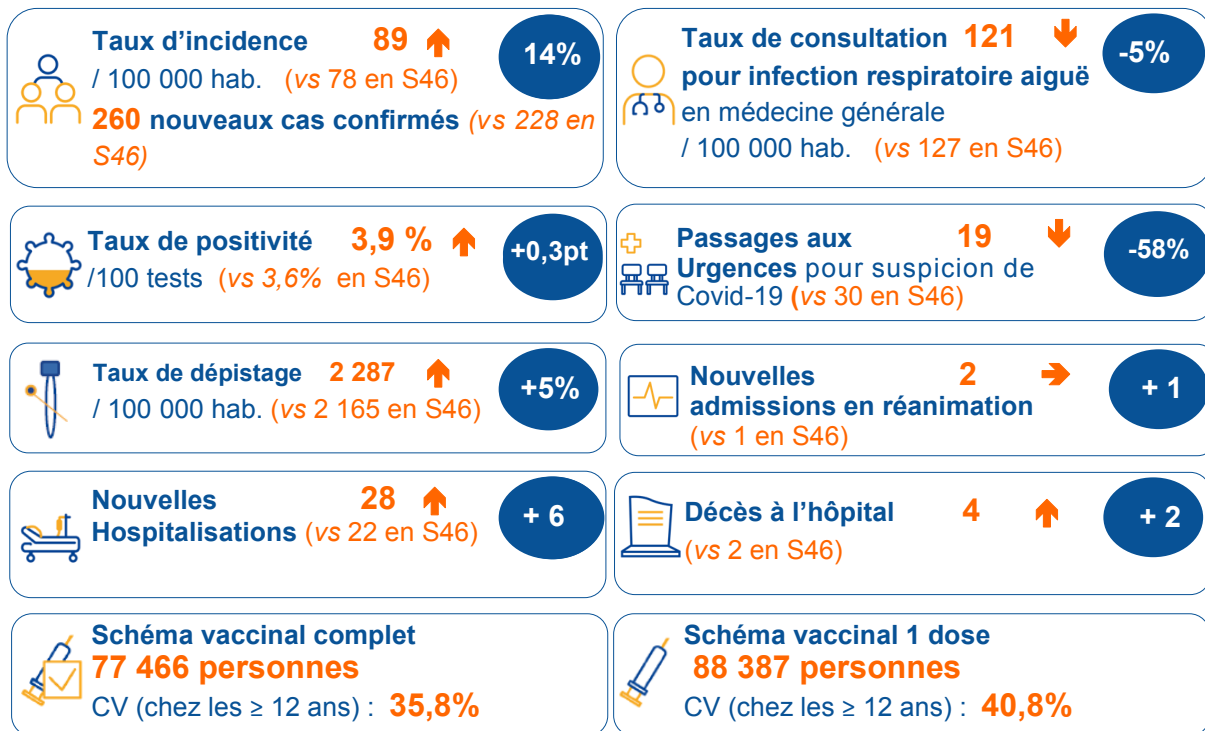 Taux d’incidence 89 14%
/ 100 000 hab. (vs 78 en S46)
260 nouveaux cas confirmés (vs 228 en
S46)
Taux de consultation 121 -5%
pour infection respiratoire aiguë
en médecine générale
/ 100 000 hab. (vs 127 en S46)
Taux de positivité 3,9 % +0,3pt
/100 tests (vs 3,6% en S46)
Passages aux 19 -58%
Urgences pour suspicion de
Covid-19 (vs 30 en S46)
Taux de dépistage 2 287 +5%
/ 100 000 hab. (vs 2 165 en S46)
Nouvelles 2 + 1
admissions en réanimation
(vs 1 en S46)
Nouvelles 28 + 6
Hospitalisations (vs 22 en S46)
Décès à l’hôpital 4 + 2
(vs 2 en S46)
Schéma vaccinal complet
77 466 personnes
CV (chez les ≥ 12 ans) : 35,8%
Schéma vaccinal 1 dose
88 387 personnes
CV (chez les ≥ 12 ans) : 40,8%